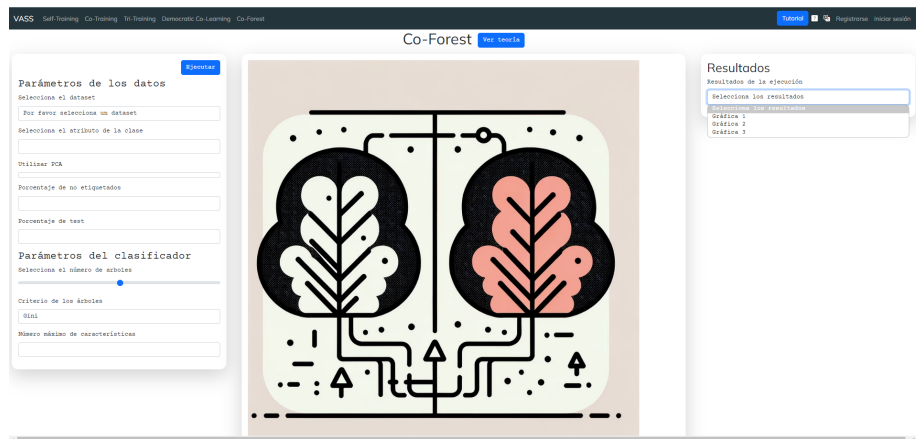 VASS Self-Training Co-Training Tri-Training Democratic Co-Learning Co-Forest Tutorial Registrarse Iniciar sesión
Co-Forest Ver teoría
Ejecutar
Parámetros de los datos
Selecciona el dataset
Por favor selecciona un dataset
Selecciona el atributo de la clase
Utilizar PCA
Porcentaje de no etiquetados
Porcentaje de test
Parámetros del clasificador
Selecciona el número de arboles
Criterio de los árboles
Gini
Número máximo de características
Resultados
Resultados de la ejecución
Selecciona los resultados
Selecciona los resultados
Gráfica 1
Gráfica 2
Gráfica 3